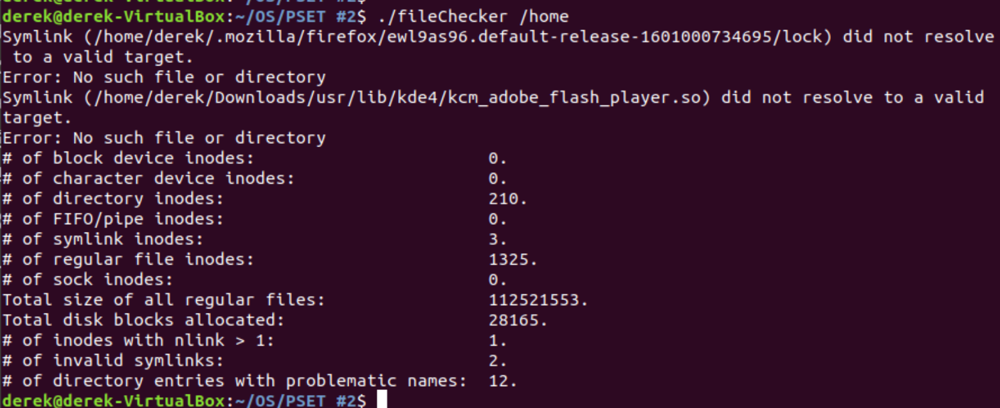 derek@derek-VirtualBox:~/OS/PSET #2$
derek@derek-VirtualBox:~/OS/PSET #2$ ./fileChecker /home
Symlink (/home/derek/.mozilla/firefox/ewl9as96.default-release-1601000734695/lock) did not resolve
 to a valid target.
Error: No such file or directory
Symlink (/home/derek/Downloads/usr/lib/kde4/kcm_adobe_flash_player.so) did not resolve to a valid
target.
Error: No such file or directory
# of block device inodes: 0.
# of character device inodes: 0.
# of directory inodes: 210.
# of FIFO/pipe inodes: 0.
# of symlink inodes: 3.
# of regular file inodes: 1325.
# of sock inodes: 0.
Total size of all regular files: 112521553.
Total disk blocks allocated: 28165.
# of inodes with nlink > 1: 1.
# of invalid symlinks: 2.
# of directory entries with problematic names: 12.
derek@derek-VirtualBox:~/OS/PSET #2$